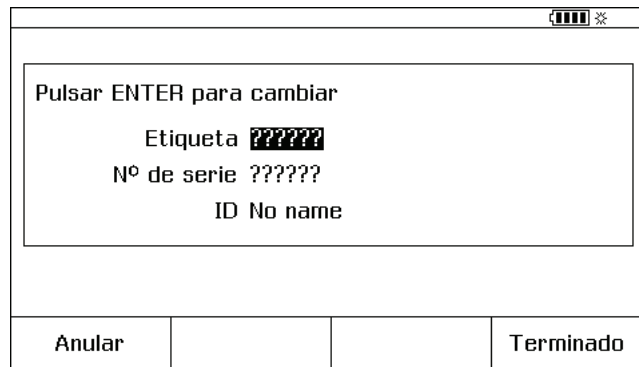 Pulsar ENTER para cambiar
Etiqueta ??????
Nº de serie ??????
ID No name
Anular
Terminado